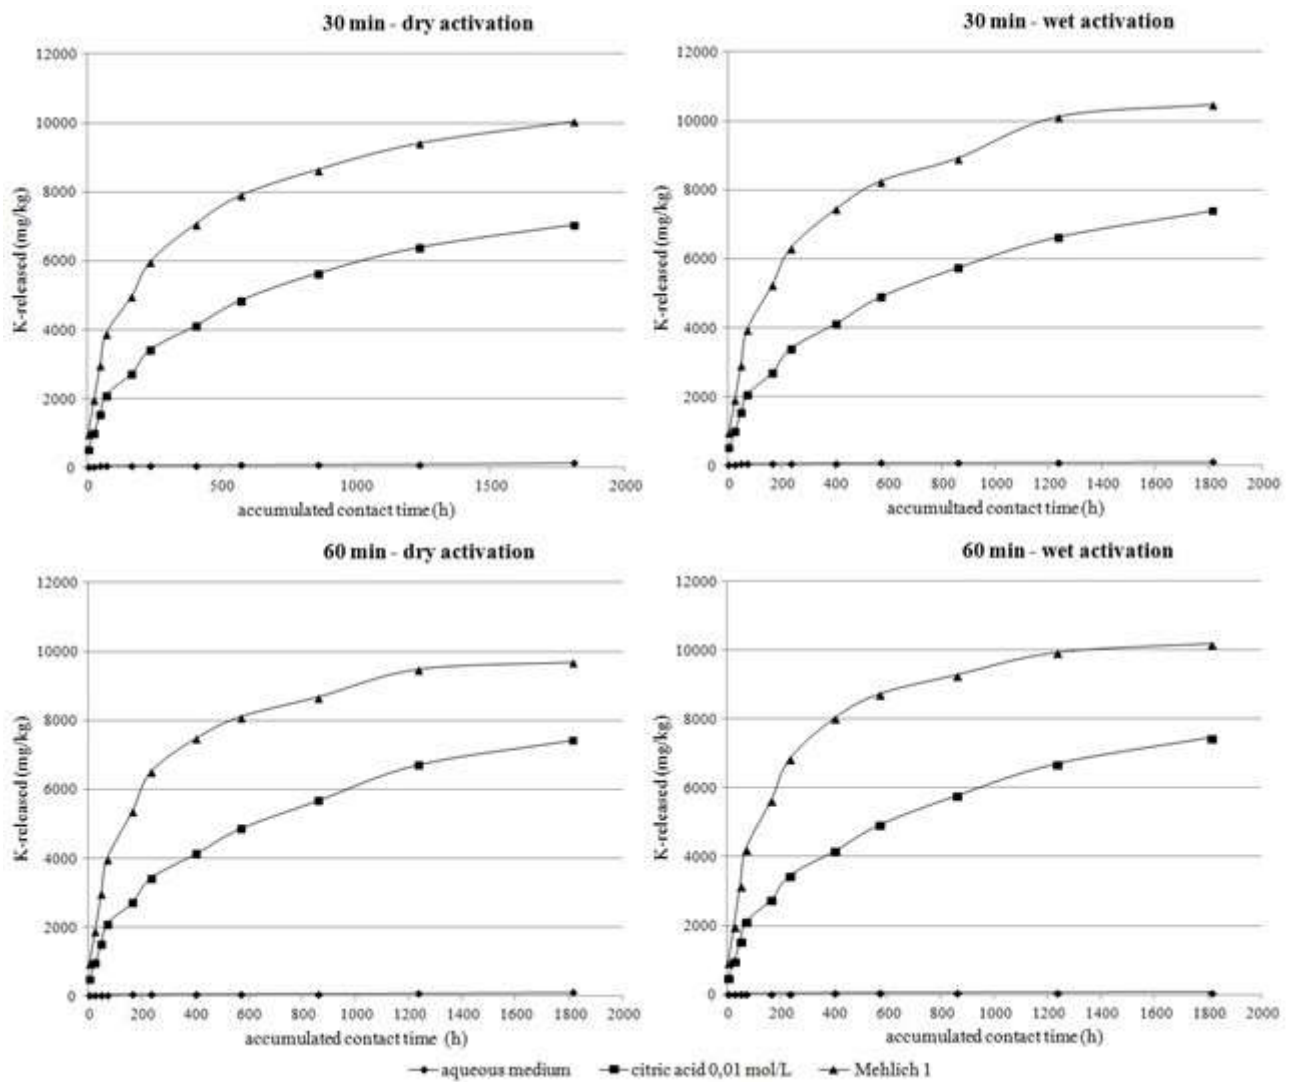 30 min - dry activation
12000
10000
8000
6000
4000
2000
0
K-released (mg/kg)
0 500 1000 1500 2000
accumulated contact time (h)
30 min - wet activation
12000
10000
8000
6000
4000
2000
0
K-released (mg/kg)
0 200 400 600 800 1000 1200 1400 1600 1800 2000
accumultaed contact time (h)
60 min - dry activation
12000
10000
8000
6000
4000
2000
0
K-released (mg/kg)
0 200 400 600 800 1000 1200 1400 1600 1800 2000
accumulated contact time (h)
60 min - wet activation
12000
10000
8000
6000
4000
2000
0
K-released (mg/kg)
0 200 400 600 800 1000 1200 1400 1600 1800 2000
accumulated contact time (h)
aqueous medium citric acid 0,01 mol/L Mehlich 1